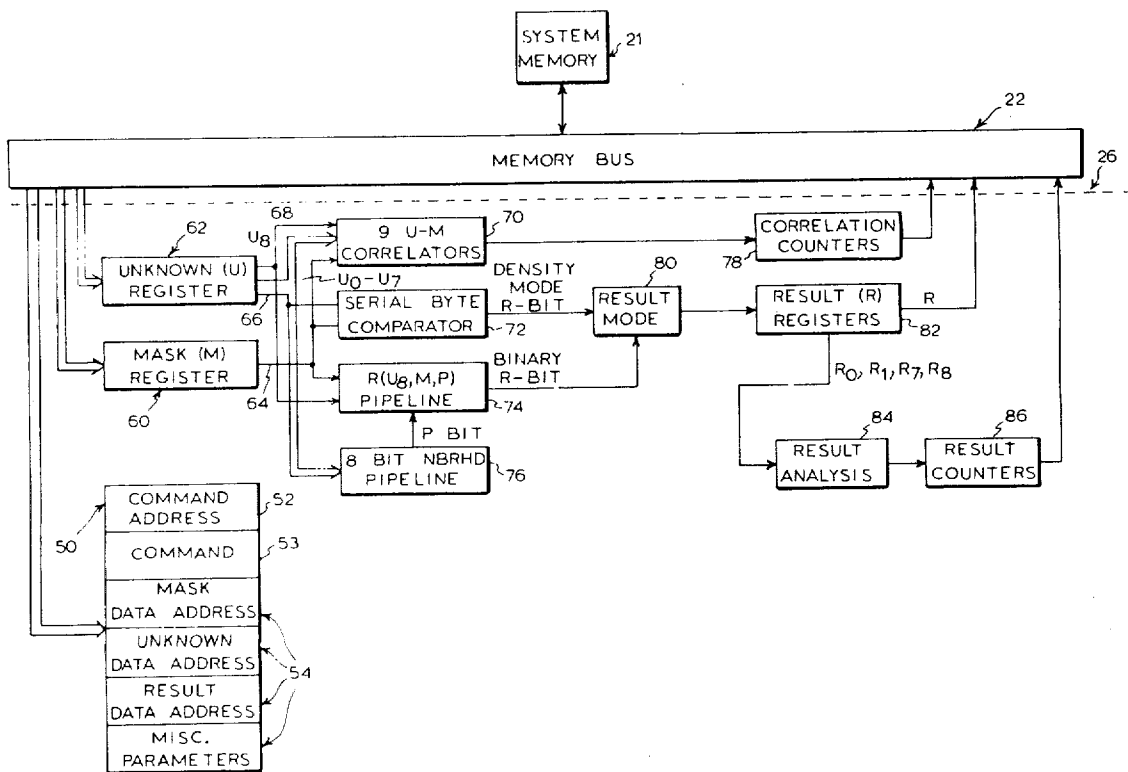 SYSTEM
MEMORY
21
22
MEMORY BUS
26
68
62
U8
UNKNOWN (U)
REGISTER
66
9 U-M
CORRELATORS
70
U0-U7
CORRELATION
COUNTERS
78
DENSITY
MODE
R-BIT
SERIAL BYTE
COMPARATOR
72
80
RESULT
MODE
RESULT (R)
REGISTERS
R
82
MASK (M)
REGISTER
60
64
R(U8,M,P)
PIPELINE
74
BINARY
R-BIT
R0, R1, R7, R8
P BIT
8 BIT NBRHD
PIPELINE
76
84
RESULT
ANALYSIS
86
RESULT
COUNTERS
50
COMMAND
ADDRESS
52
COMMAND
53
MASK
DATA ADDRESS
UNKNOWN
DATA ADDRESS
54
RESULT
DATA ADDRESS
MISC.
PARAMETERS